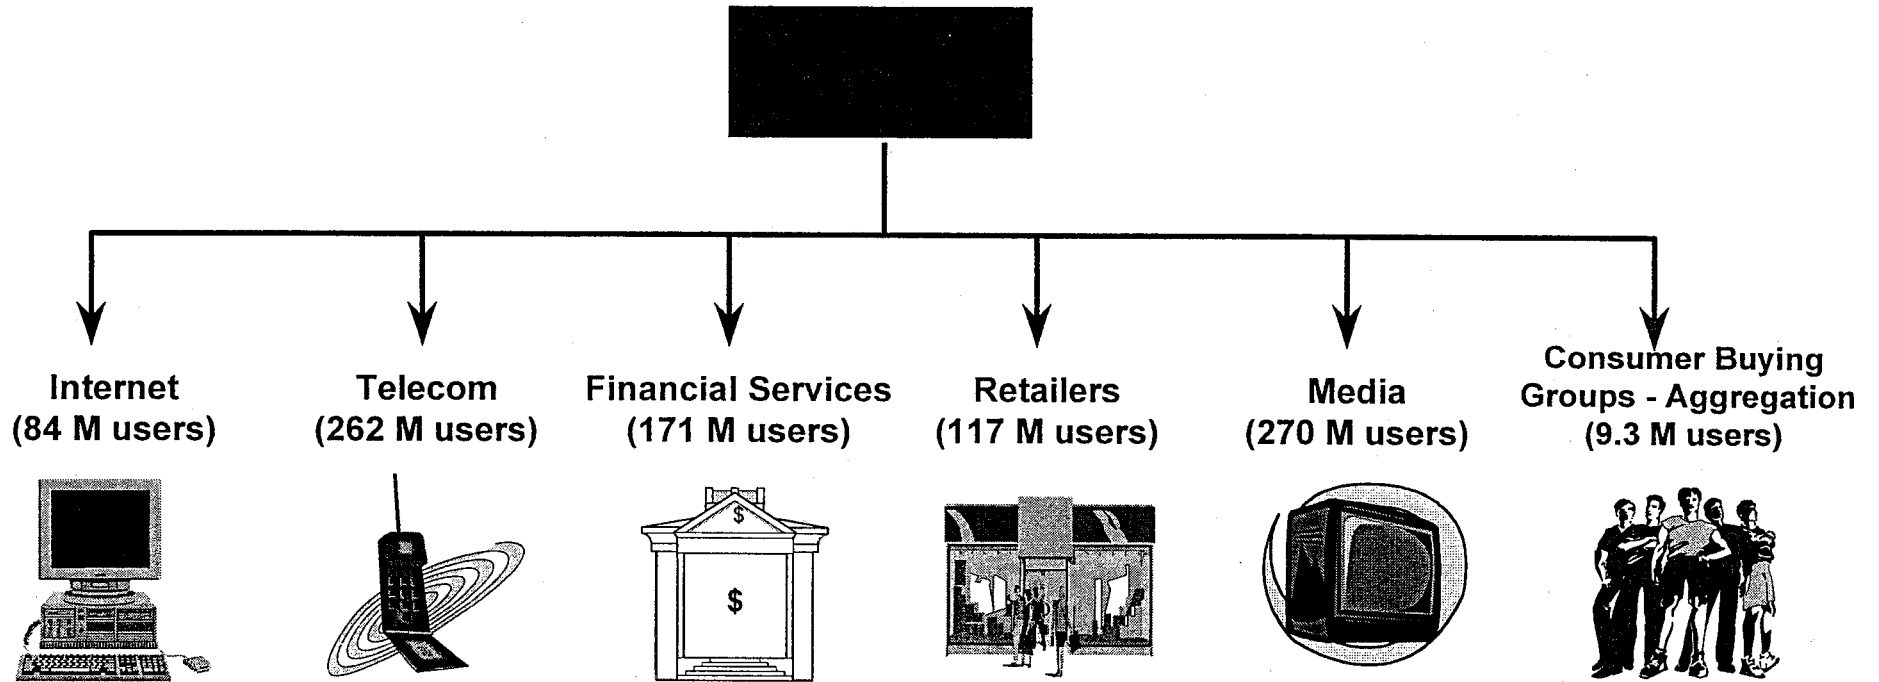 Internet
(84 M users)
Telecom
(262 M users)
Financial Services
(171 M users)
Retailers
(117 M users)
Media
(270 M users)
Consumer Buying
Groups - Aggregation
(9.3 M users)
$
$